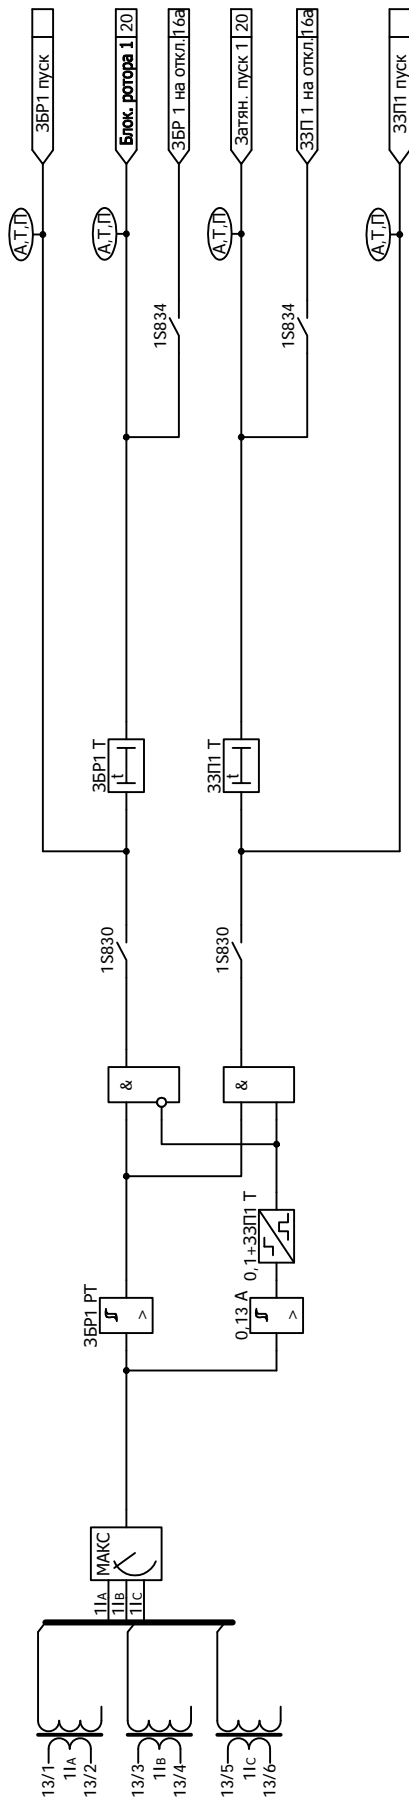 13/1
1IA
13/2
13/3
1IB
13/4
13/5
1IC
13/6
1IA
1IB
1IC
МАКС
ЗБР1 РТ
>
0,13 А
>
0,1+ЗЗП1 Т
&
&
1S830
1S830
ЗБР1 Т
t
ЗЗП1 Т
t
1S834
1S834
А,Т,П
А,Т,П
А,Т,П
А,Т,П
ЗБР1 пуск
Блок. ротора 1 20
ЗБР 1 на откл. 16а
Затян. пуск 1 20
ЗЗП 1 на откл. 16а
ЗЗП1 пуск